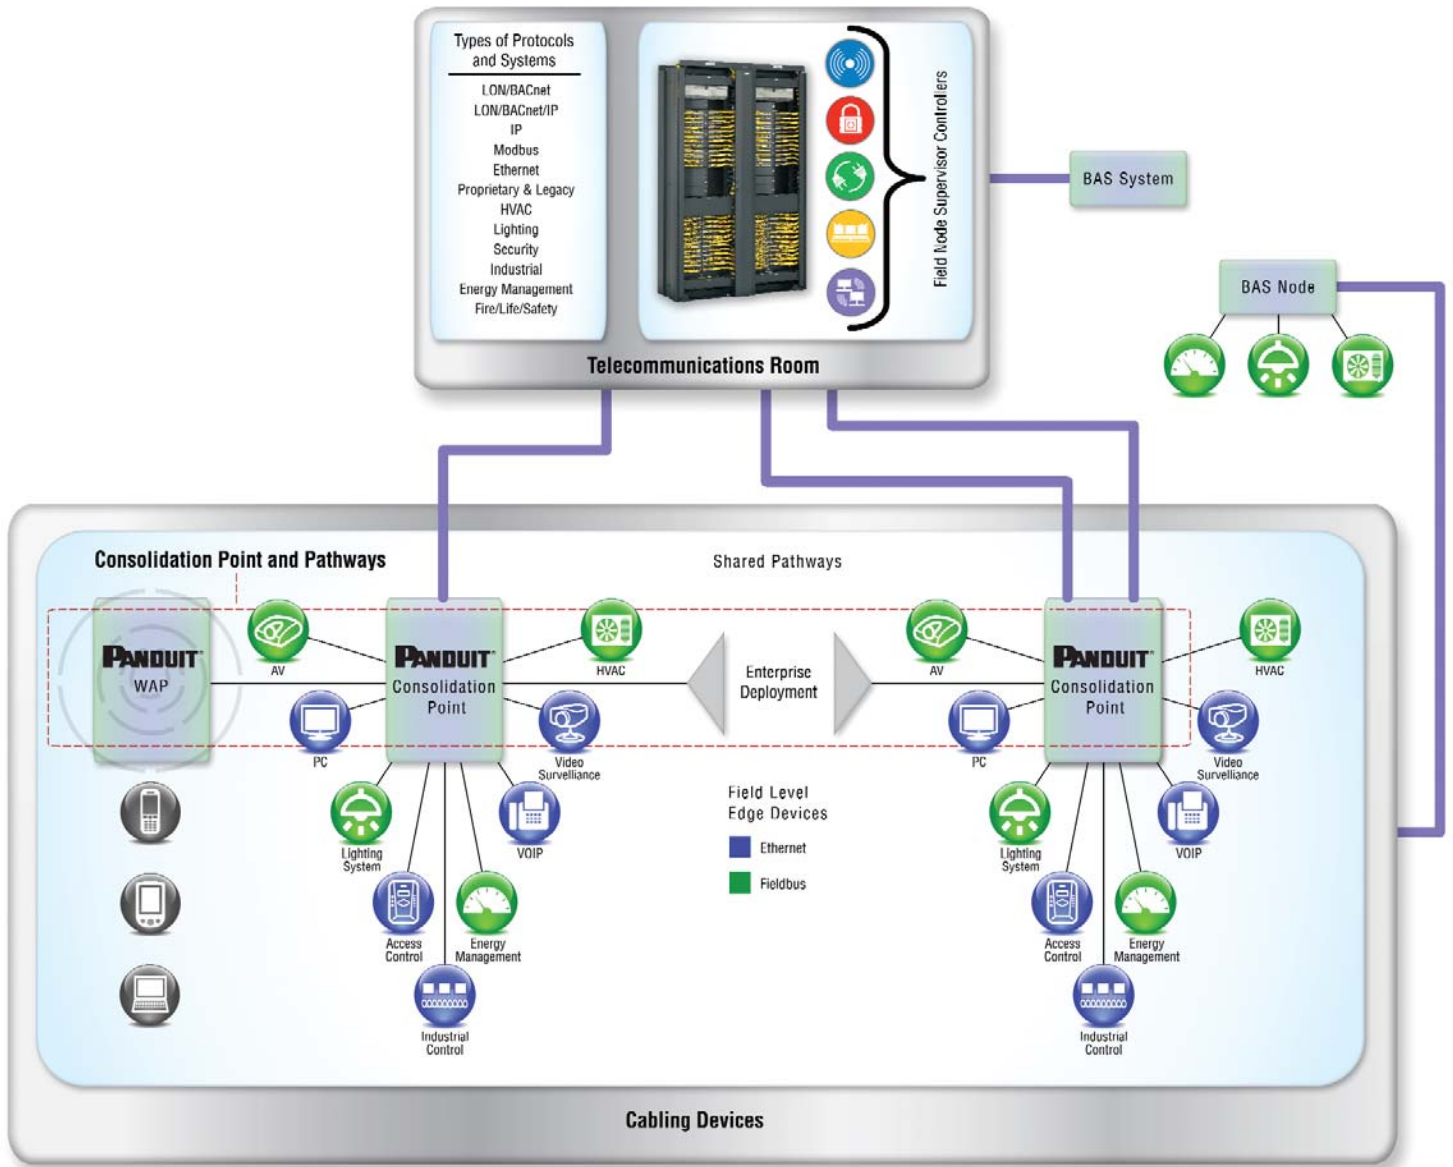 Types of Protocols
and Systems
LON/BACnet
LON/BACnet/IP
IP
Modbus
Ethernet
Proprietary & Legacy
HVAC
Lighting
Security
Industrial
Energy Management
Fire/Life/Safety
Field Node Supervisor Controllers
Telecommunications Room
BAS System
BAS Node
Consolidation Point and Pathways
Shared Pathways
PANDUIT
WAP
AV
PC
PANDUIT
Consolidation
Point
HVAC
Video
Survelliance
Lighting
System
VOIP
Access
Control
Energy
Management
Industrial
Control
Enterprise
Deployment
Field Level
Edge Devices
Ethernet
Fieldbus
AV
PC
PANDUIT
Consolidation
Point
HVAC
Video
Survelliance
Lighting
System
VOIP
Access
Control
Energy
Management
Industrial
Control
Cabling Devices